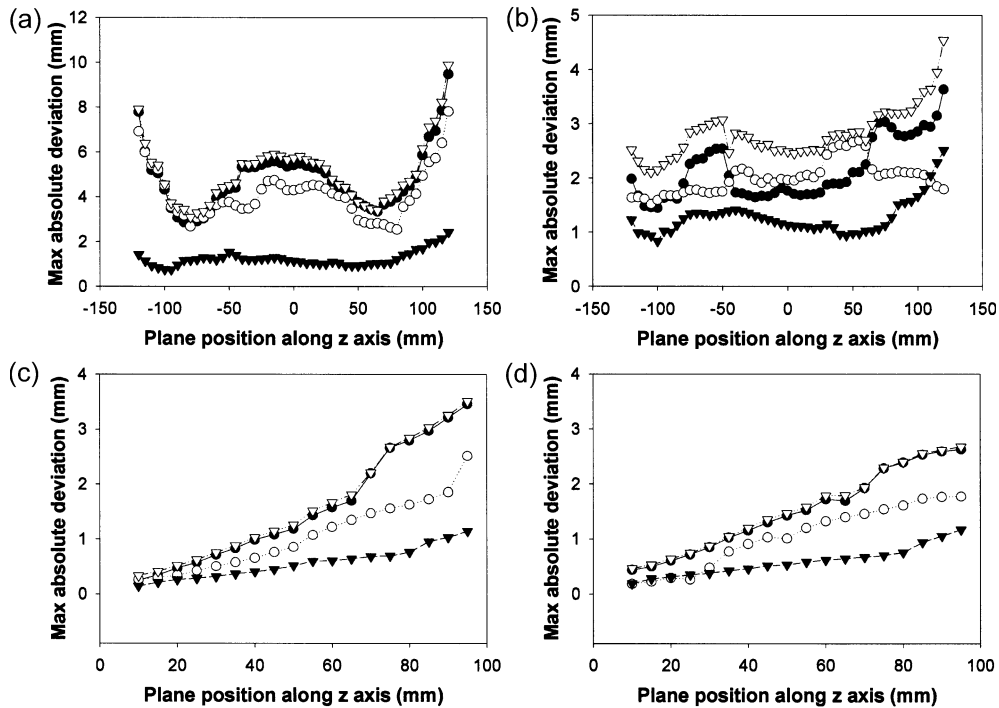 (a)
12
10
8
6
4
2
0
Max absolute deviation (mm)
-150 -100 -50 0 50 100 150
Plane position along z axis (mm)
(b)
5
4
3
2
1
0
Max absolute deviation (mm)
-150 -100 -50 0 50 100 150
Plane position along z axis (mm)
(c)
4
3
2
1
0
Max absolute deviation (mm)
0 20 40 60 80 100
Plane position along z axis (mm)
(d)
4
3
2
1
0
Max absolute deviation (mm)
0 20 40 60 80 100
Plane position along z axis (mm)